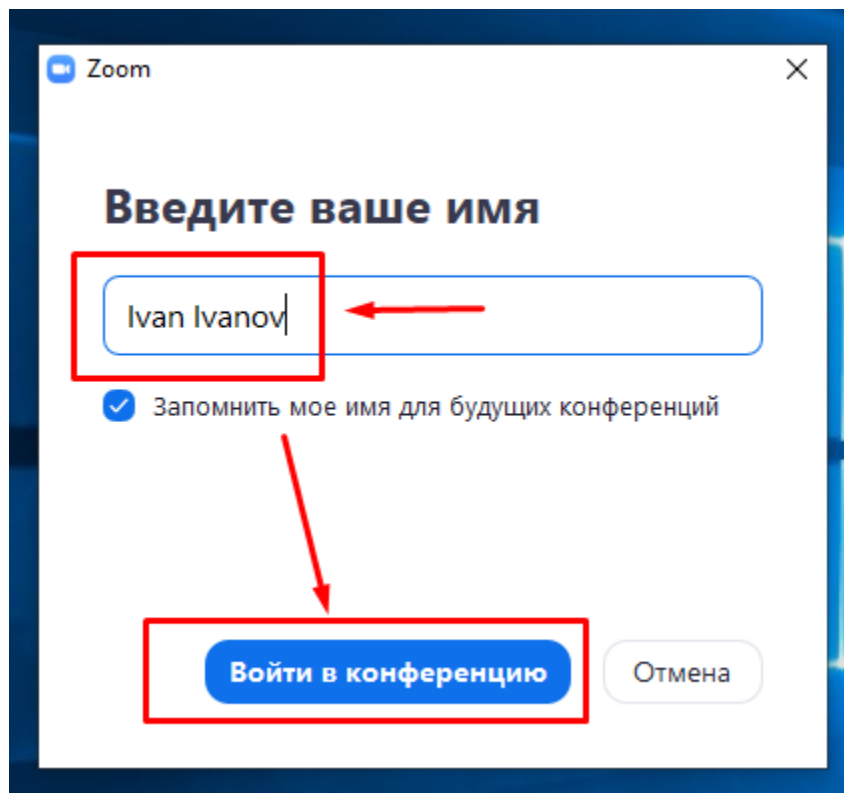 Zoom
Введите ваше имя
Ivan Ivanov
Запомнить мое имя для будущих конференций
Войти в конференцию
Отмена